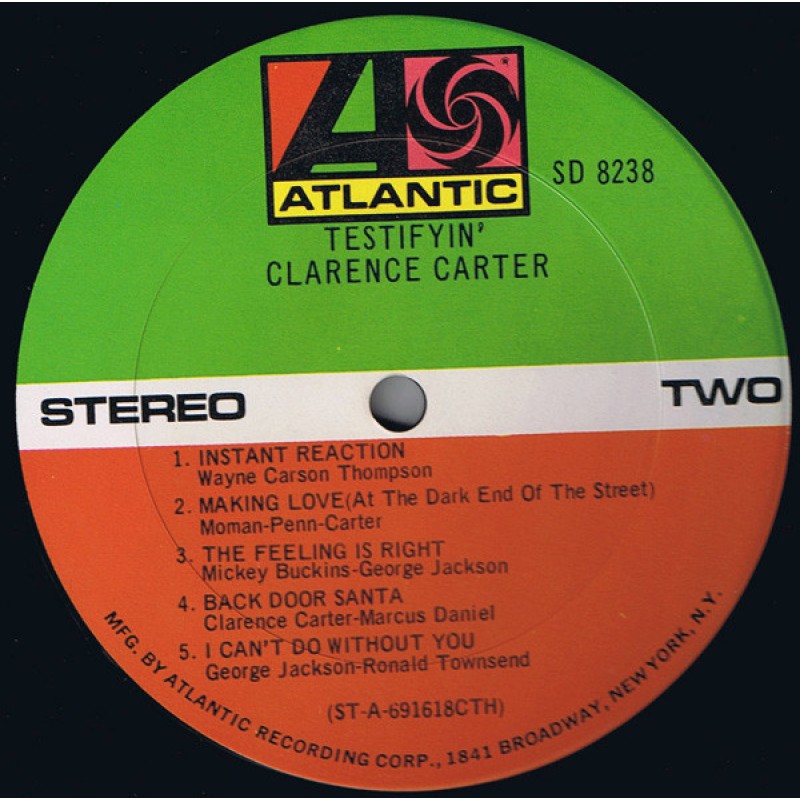 ATLANTIC
SD 8238
TESTIFYIN'
CLARENCE CARTER
STEREO
TWO
1. INSTANT REACTION
Wayne Carson Thompson
2. MAKING LOVE(At The Dark End Of The Street)
Moman-Penn-Carter
3. THE FEELING IS RIGHT
Mickey Buckins-George Jackson
4. BACK DOOR SANTA
Clarence Carter-Marcus Daniel
5. I CAN'T DO WITHOUT YOU
George Jackson-Ronald Townsend
(ST-A-691618CTH)
MFG. BY ATLANTIC RECORDING CORP., 1841 BROADWAY, NEW YORK, N.Y.